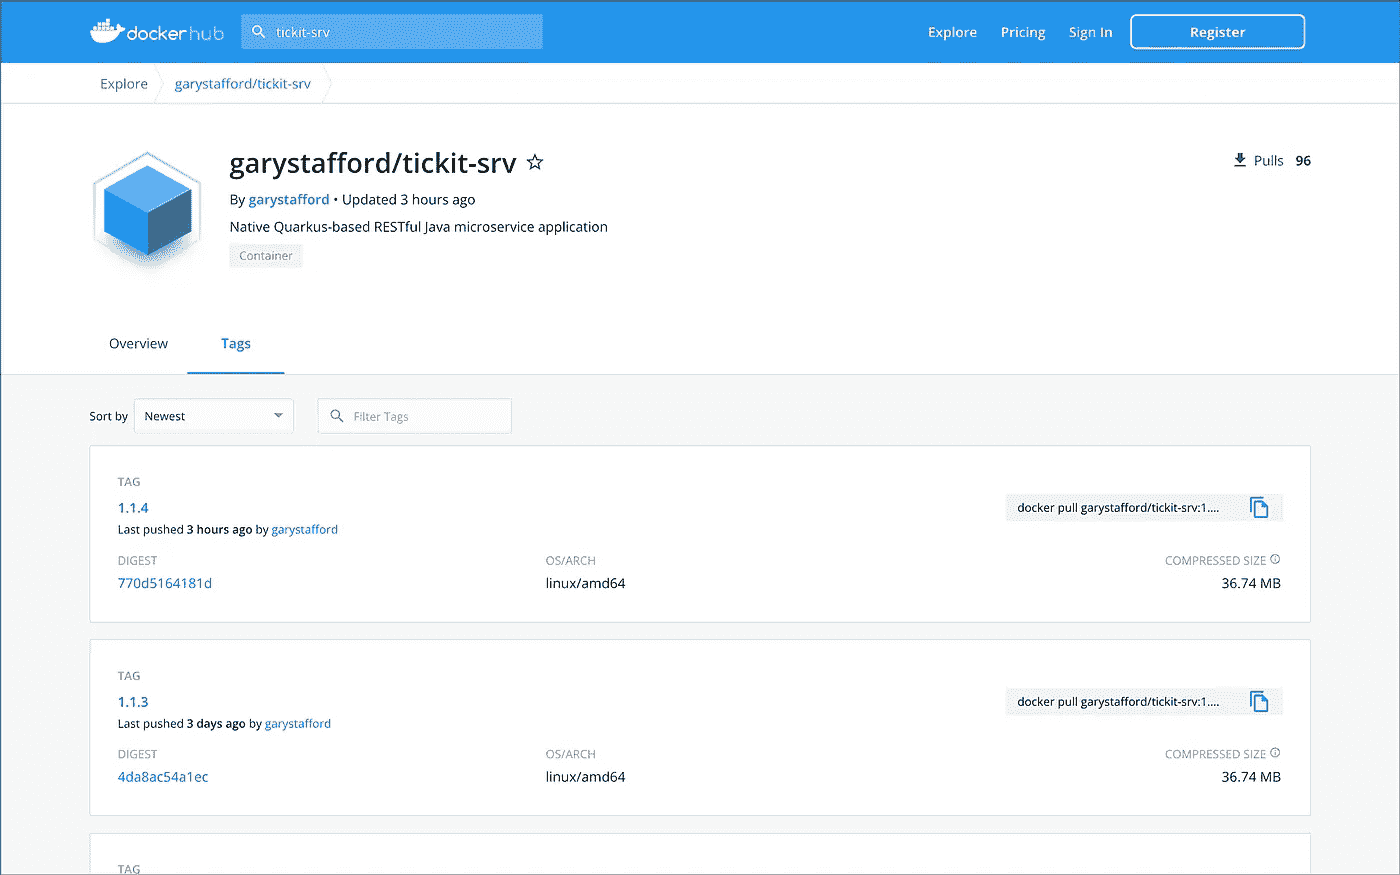 dockerhub
tickit-srv
Explore
Pricing
Sign In
Register
Explore
garystafford/tickit-srv
garystafford/tickit-srv
Pulls 96
By garystafford • Updated 3 hours ago
Native Quarkus-based RESTful Java microservice application
Container
Overview
Tags
Sort by
Newest
Filter Tags
TAG
1.1.4
docker pull garystafford/tickit-srv:1....
Last pushed 3 hours ago by garystafford
DIGEST
OS/ARCH
COMPRESSED SIZE
770d5164181d
linux/amd64
36.74 MB
TAG
1.1.3
docker pull garystafford/tickit-srv:1....
Last pushed 3 days ago by garystafford
DIGEST
OS/ARCH
COMPRESSED SIZE
4da8ac54a1ec
linux/amd64
36.74 MB
TAG